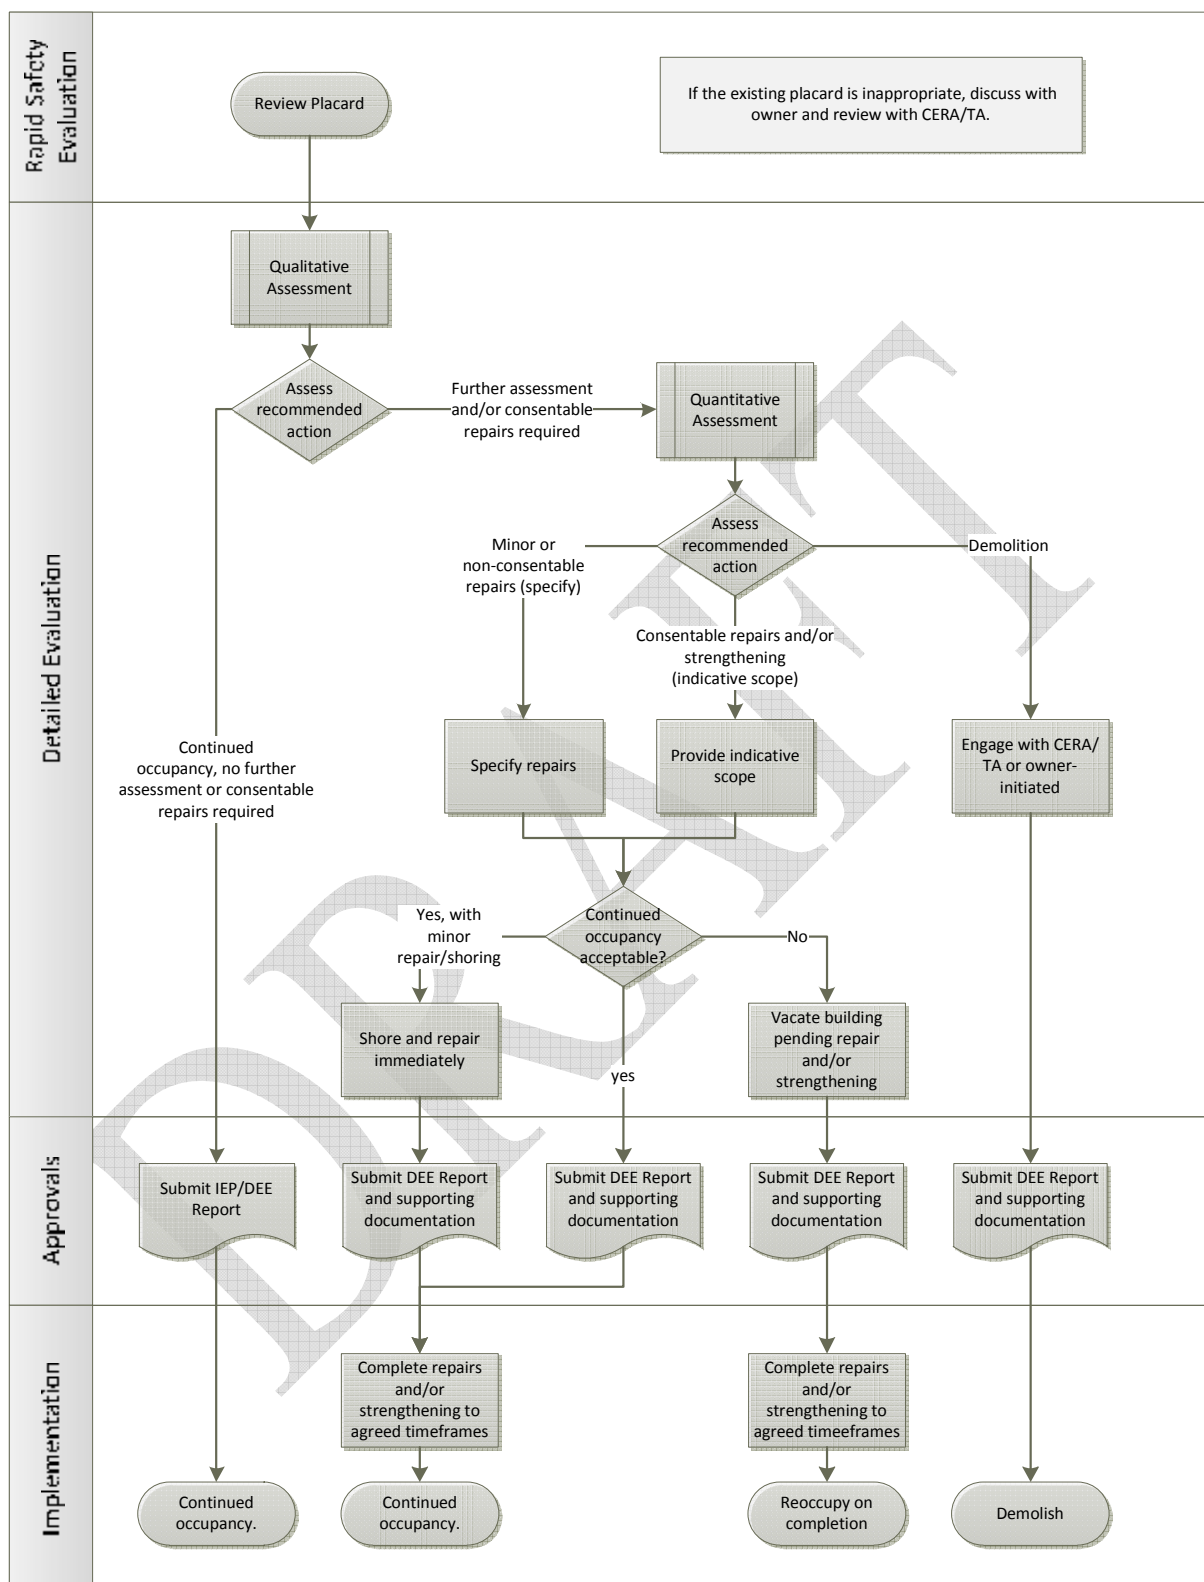 Rapid Safety
Evaluation
Review Placard
If the existing placard is inappropriate, discuss with
owner and review with CERA/TA.
Detailed Evaluation
Qualitative
Assessment
Assess
recommended
action
Further assessment
and/or consentable
repairs required
Quantitative
Assessment
Assess
recommended
action
Minor or
non-consentable
repairs (specify)
Demolition
Consentable repairs and/or
strengthening
(indicative scope)
Continued
occupancy, no further
assessment or consentable
repairs required
Specify repairs
Provide indicative
scope
Engage with CERA/
TA or owner-
initiated
Continued
occupancy
acceptable?
Yes, with
minor
repair/shoring
No
yes
Shore and repair
immediately
Vacate building
pending repair
and/or
strengthening
Approvals
Submit IEP/DEE
Report
Submit DEE Report
and supporting
documentation
Submit DEE Report
and supporting
documentation
Submit DEE Report
and supporting
documentation
Submit DEE Report
and supporting
documentation
Implementation
Complete repairs
and/or
strengthening to
agreed timeframes
Complete repairs
and/or
strengthening to
agreed timeeframes
Continued
occupancy.
Continued
occupancy.
Reoccupy on
completion
Demolish
DRAFT